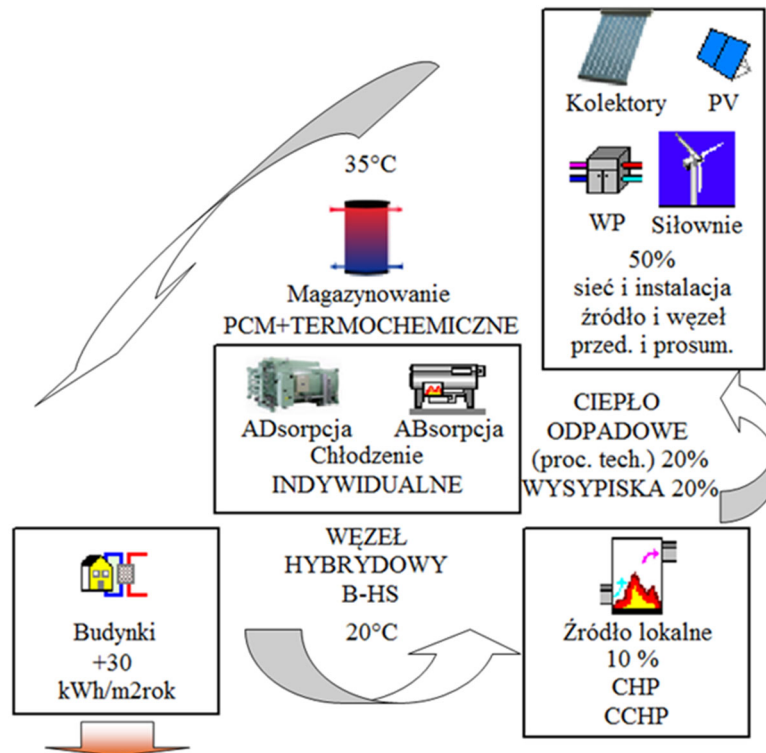 Kolektory PV
WP Siłownie
50%
sieć i instalacja
źródło i węzeł
przed. i prosum.
35°C
Magazynowanie
PCM+TERMOCHEMICZNE
ADsorpcja ABsorpcja
Chłodzenie
INDYWIDUALNE
CIEPŁO
ODPADOWE
(proc. tech.) 20%
WYSYPISKA 20%
WĘZEŁ
HYBRYDOWY
B-HS
20°C
Budynki
+30
kWh/m2rok
Źródło lokalne
10 %
CHP
CCHP